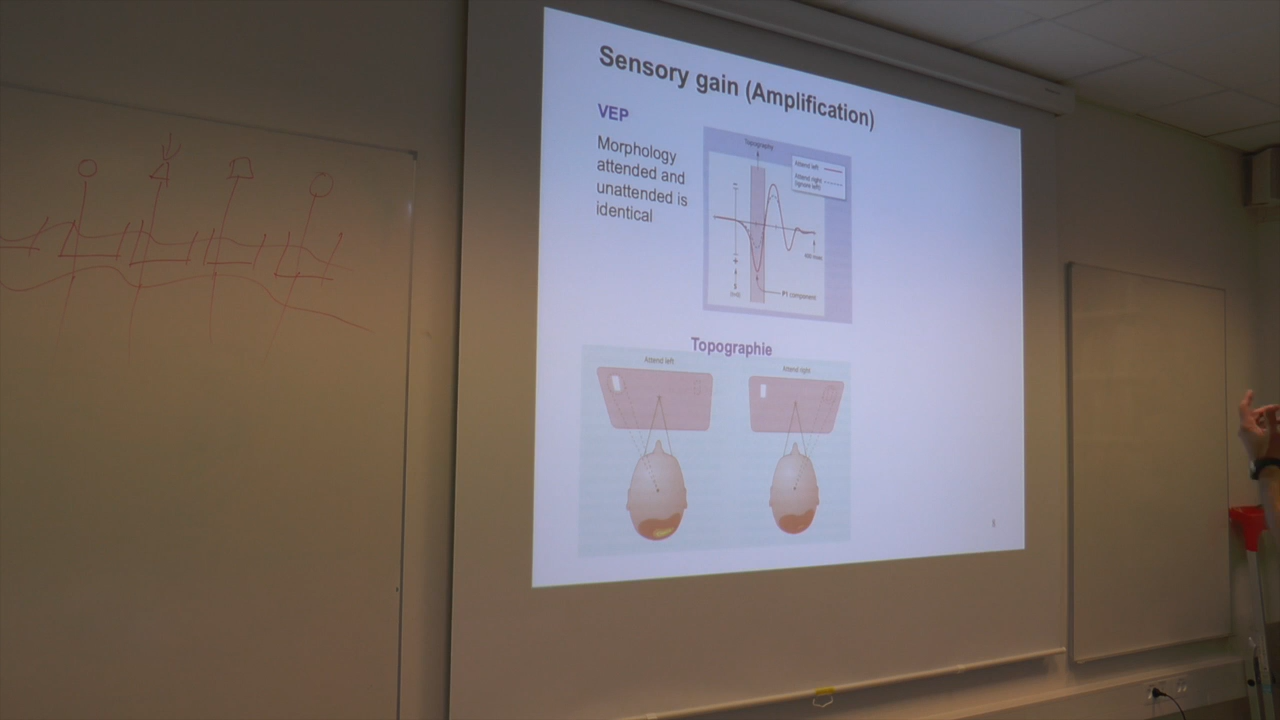 Sensory gain (Amplification)
VEP
Morphology
attended and
unattended is
identical
Topography
Attend left
Attend right
(ignore left)
P1 component
Topographie
Attend left
Attend right